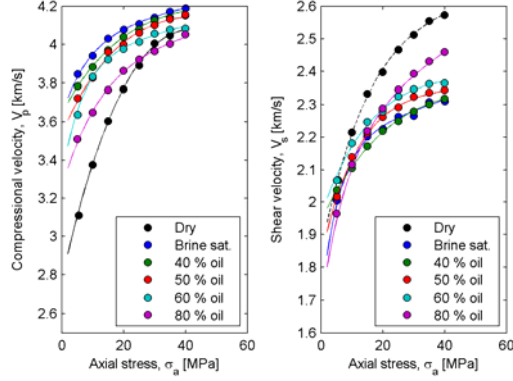 Compressional velocity, V_p [km/s]
4.2
4
3.8
3.6
3.4
3.2
3
2.8
2.6
Dry
Brine sat.
40 % oil
50 % oil
60 % oil
80 % oil
0 20 40 60
Axial stress, σ_a [MPa]
Shear velocity, V_s [km/s]
2.6
2.5
2.4
2.3
2.2
2.1
2
1.9
1.8
1.7
1.6
Dry
Brine sat.
40 % oil
50 % oil
60 % oil
80 % oil
0 20 40 60
Axial stress, σ_a [MPa]